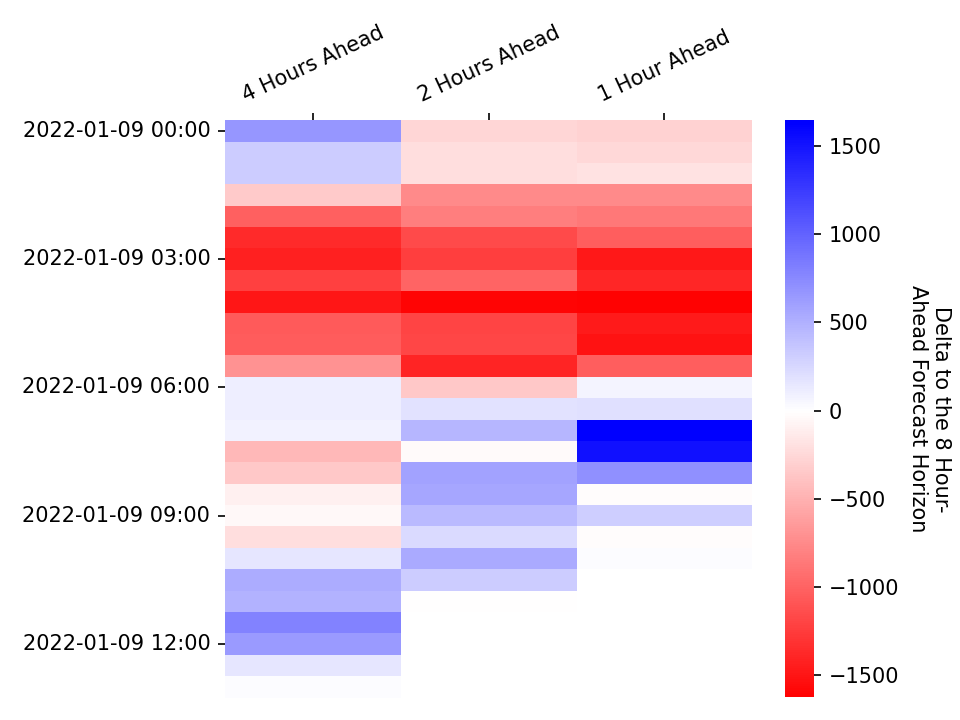 4 Hours Ahead
2 Hours Ahead
1 Hour Ahead
2022-01-09 00:00
2022-01-09 03:00
2022-01-09 06:00
2022-01-09 09:00
2022-01-09 12:00
1500
1000
500
0
−500
−1000
−1500
Delta to the 8 Hour-
Ahead Forecast Horizon